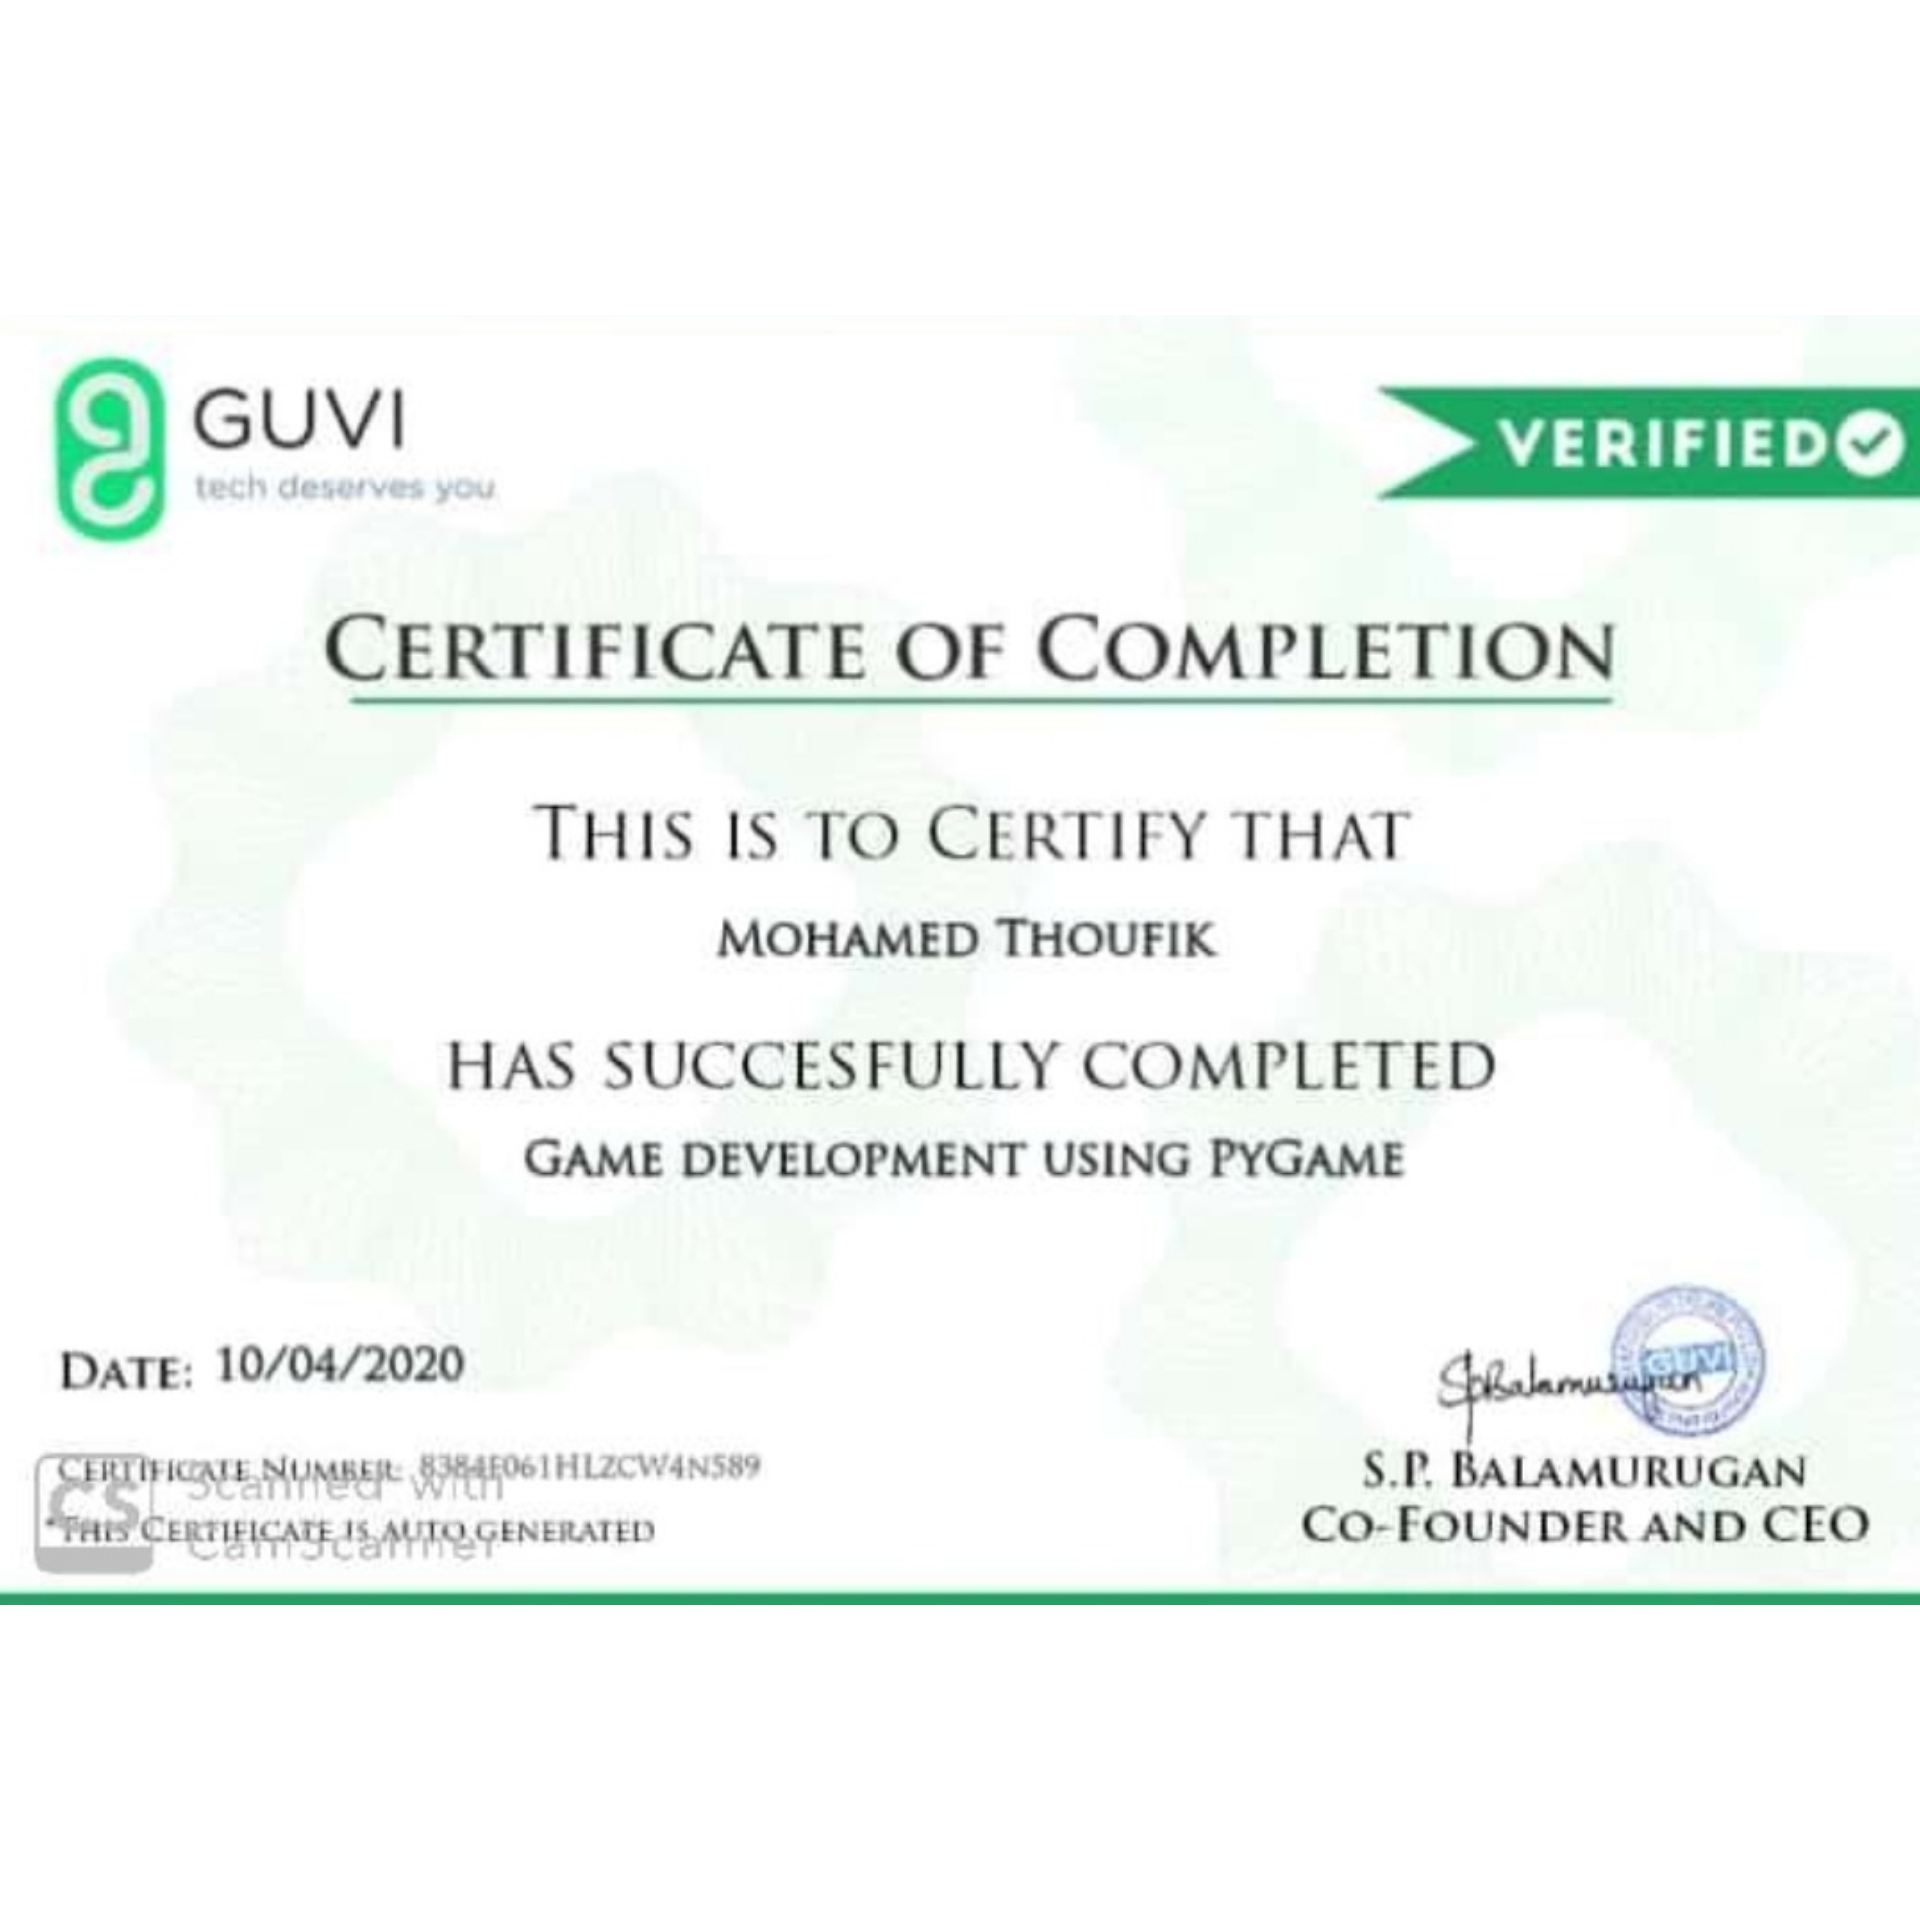 GUVI
tech deserves you
VERIFIED
CERTIFICATE OF COMPLETION
THIS IS TO CERTIFY THAT
MOHAMED THOUFIK
HAS SUCCESFULLY COMPLETED
GAME DEVELOPMENT USING PYGAME
DATE: 10/04/2020
GUVI
SpBalamurugan
CERTIFICATE NUMBER: 8384E061HLZCW4N589
CS Scanned with
*THIS CERTIFICATE IS AUTO GENERATED
CamScanner
S.P. BALAMURUGAN
CO-FOUNDER AND CEO